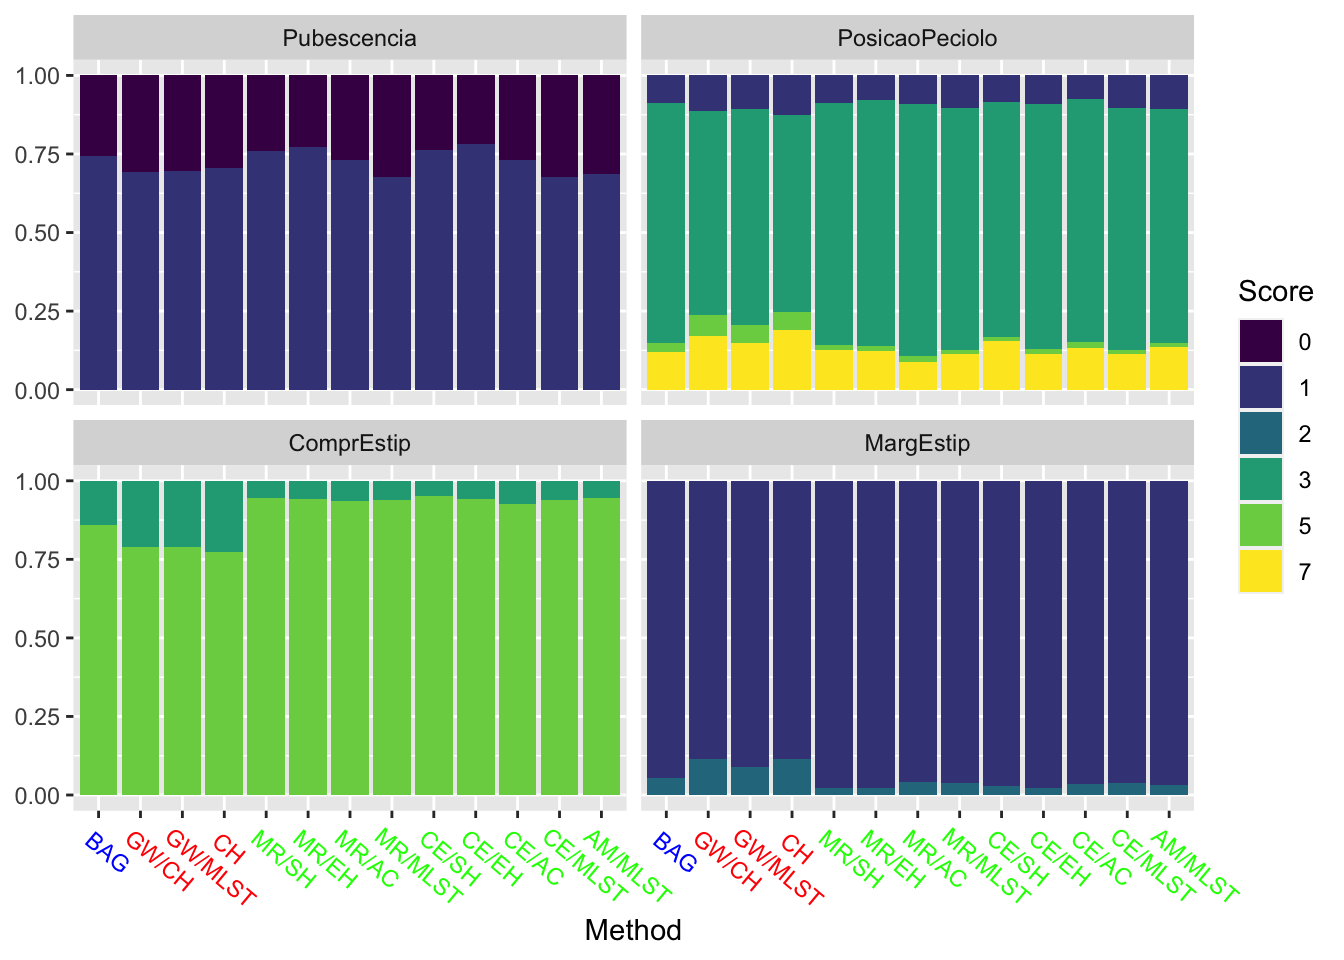 Pubescencia
PosicaoPeciolo
1.00
0.75
0.50
0.25
0.00
ComprEstip
MargEstip
1.00
0.75
0.50
0.25
0.00
BAG
GW/CH
GW/MLST
CH
MR/SH
MR/EH
MR/AC
MR/MLST
CE/SH
CE/EH
CE/AC
CE/MLST
AM/MLST
BAG
GW/CH
GW/MLST
CH
MR/SH
MR/EH
MR/AC
MR/MLST
CE/SH
CE/EH
CE/AC
CE/MLST
AM/MLST
Method
Score
0
1
2
3
5
7